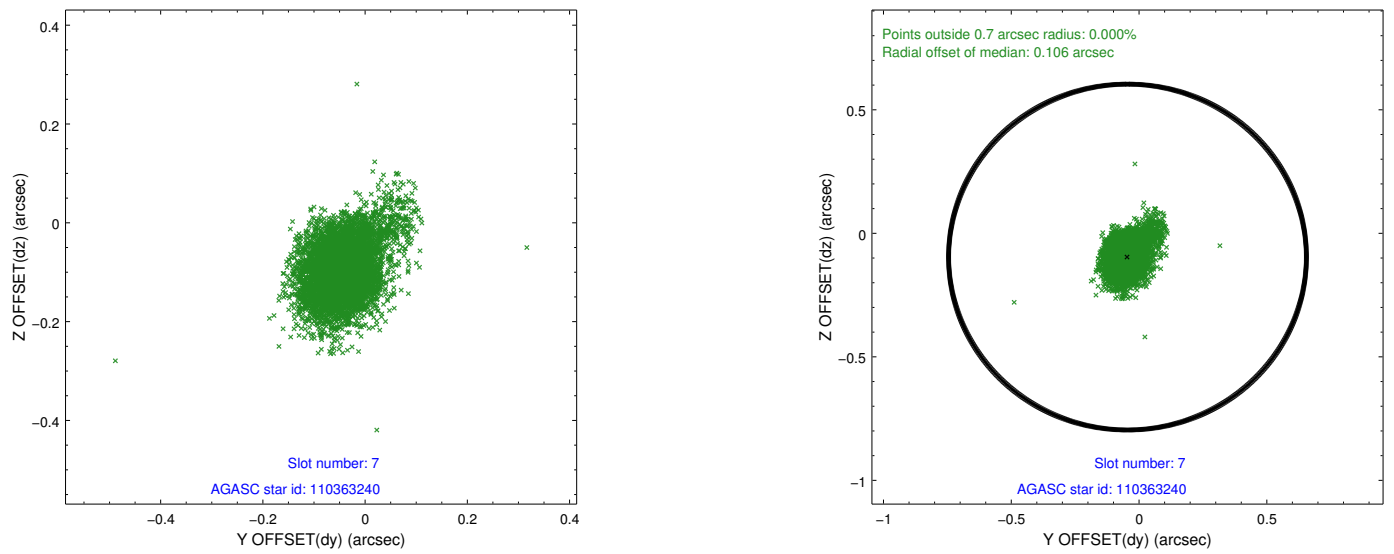 0.4
0.2
0
−0.2
−0.4
Z OFFSET(dz) (arcsec)
−0.4
−0.2
0
0.2
0.4
Y OFFSET(dy) (arcsec)
Slot number: 7
AGASC star id: 110363240
Points outside 0.7 arcsec radius: 0.000%
Radial offset of median: 0.106 arcsec
0.5
0
−0.5
−1
Z OFFSET(dz) (arcsec)
−1
−0.5
0
0.5
Y OFFSET(dy) (arcsec)
Slot number: 7
AGASC star id: 110363240